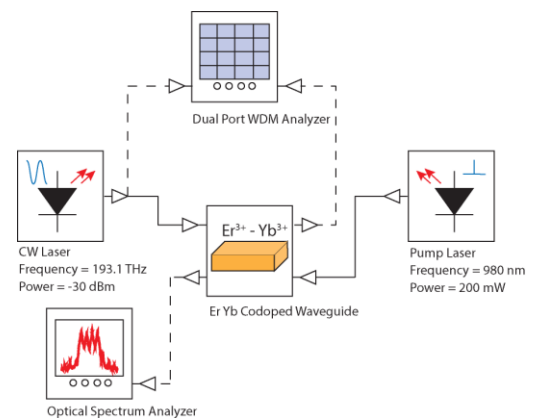 Dual Port WDM Analyzer
CW Laser
Frequency = 193.1 THz
Power = -30 dBm
Er³⁺ - Yb³⁺
Er Yb Codoped Waveguide
Pump Laser
Frequency = 980 nm
Power = 200 mW
Optical Spectrum Analyzer